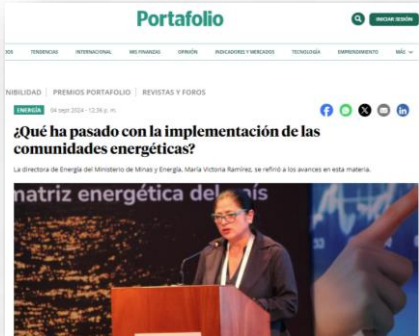 Portafolio
INICIAR SESIÓN
TENDENCIAS INTERNACIONAL MIS FINANZAS OPINIÓN INDICADORES Y MERCADOS TECNOLOGÍA EMPRENDIMIENTO MÁS
NIBILIDAD PREMIOS PORTAFOLIO REVISTAS Y FOROS
ENERGÍA 04 sept 2024 - 12:36 p. m.
¿Qué ha pasado con la implementación de las
comunidades energéticas?
La directora de Energía del Ministerio de Minas y Energía, María Victoria Ramírez, se refirió a los avances en esta materia.
matriz energética del país